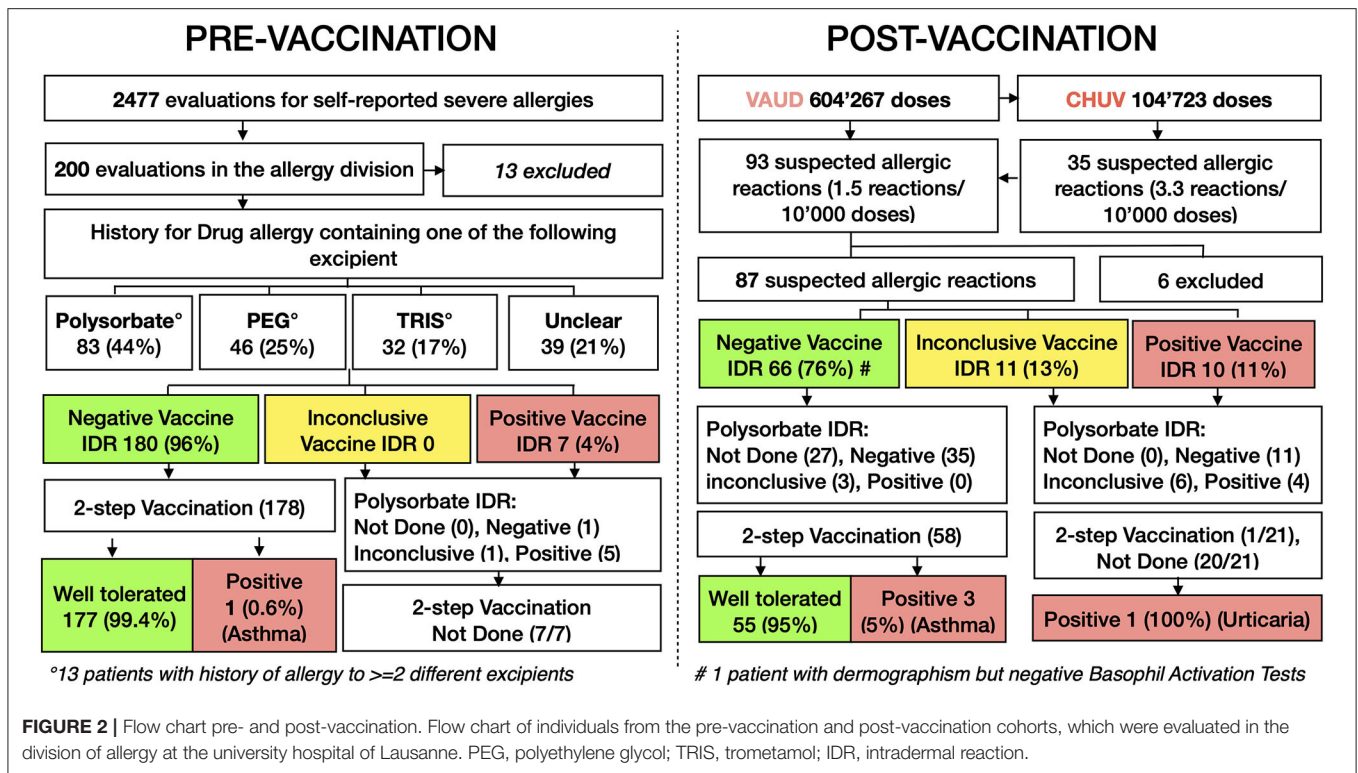 PRE-VACCINATION
2477 evaluations for self-reported severe allergies
200 evaluations in the allergy division
13 excluded
History for Drug allergy containing one of the following
excipient
Polysorbate°
83 (44%)
PEG°
46 (25%)
TRIS°
32 (17%)
Unclear
39 (21%)
Negative Vaccine
IDR 180 (96%)
Inconclusive
Vaccine IDR 0
Positive Vaccine
IDR 7 (4%)
2-step Vaccination (178)
Polysorbate IDR:
Not Done (0), Negative (1)
Inconclusive (1), Positive (5)
Well tolerated
177 (99.4%)
Positive
1 (0.6%)
(Asthma)
2-step Vaccination
Not Done (7/7)
°13 patients with history of allergy to >=2 different excipients
POST-VACCINATION
VAUD 604'267 doses
CHUV 104'723 doses
93 suspected allergic
reactions (1.5 reactions/
10'000 doses)
35 suspected allergic
reactions (3.3 reactions/
10'000 doses)
87 suspected allergic reactions
6 excluded
Negative Vaccine
IDR 66 (76%) #
Inconclusive Vaccine
IDR 11 (13%)
Positive Vaccine
IDR 10 (11%)
Polysorbate IDR:
Not Done (27), Negative (35)
inconclusive (3), Positive (0)
Polysorbate IDR:
Not Done (0), Negative (11)
Inconclusive (6), Positive (4)
2-step Vaccination (58)
2-step Vaccination (1/21),
Not Done (20/21)
Well tolerated
55 (95%)
Positive 3
(5%) (Asthma)
Positive 1 (100%) (Urticaria)
# 1 patient with dermographism but negative Basophil Activation Tests
FIGURE 2 | Flow chart pre- and post-vaccination. Flow chart of individuals from the pre-vaccination and post-vaccination cohorts, which were evaluated in the
division of allergy at the university hospital of Lausanne. PEG, polyethylene glycol; TRIS, trometamol; IDR, intradermal reaction.